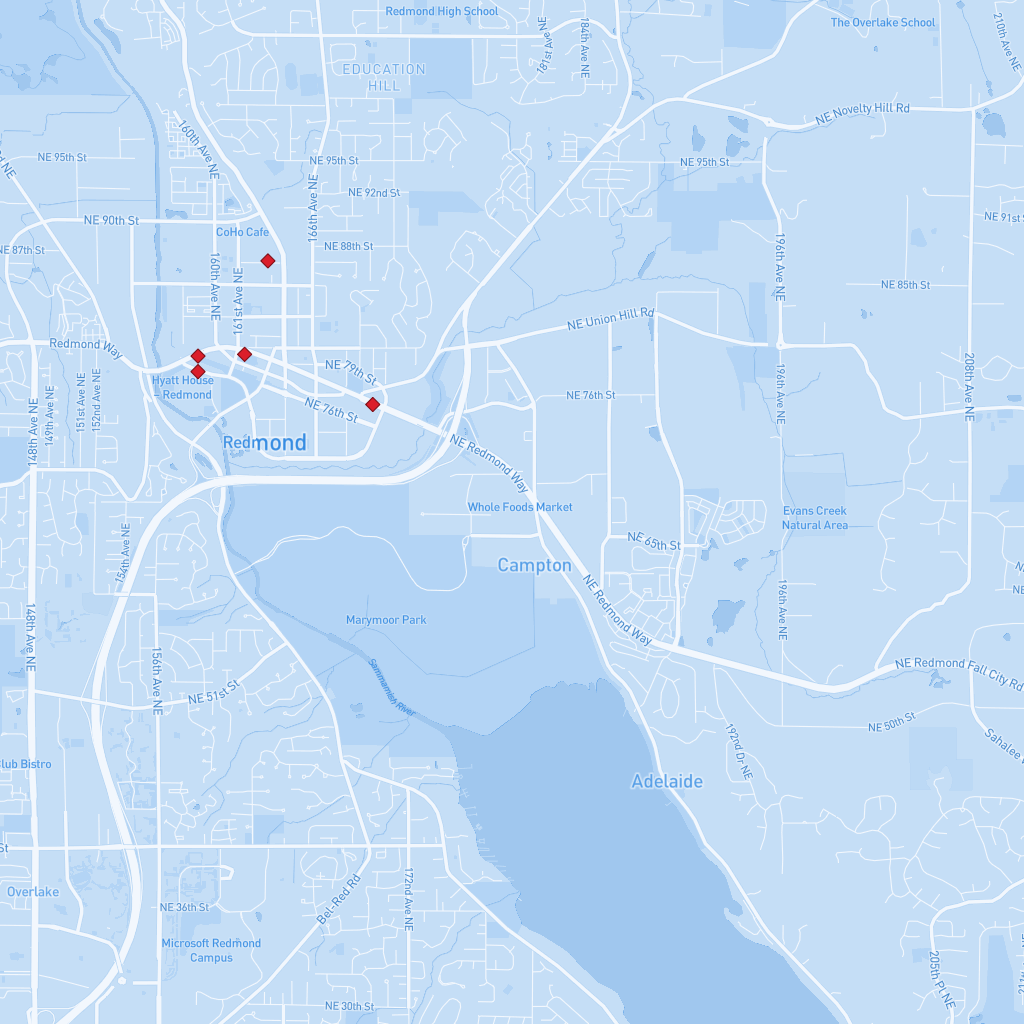 Redmond High School
181st Ave NE
184th Ave NE
The Overlake School
210th Ave NE
EDUCATION
HILL
NE Novelty Hill Rd
160th Ave NE
NE 95th St
NE 95th St
NE 95th St
NE 92nd St
166th Ave NE
NE 90th St
NE 91st S
CoHo Cafe
NE 87th St
NE 88th St
160th Ave NE
161st Ave NE
196th Ave NE
NE 85th St
NE Union Hill Rd
Redmond Way
NE 79th St
Hyatt House
Redmond
151st Ave NE
152nd Ave NE
149th Ave NE
148th Ave NE
NE 76th St
NE 76th St
196th Ave NE
208th Ave NE
Redmond
NE Redmond Way
Whole Foods Market
Evans Creek
Natural Area
154th Ave NE
NE 65th St
Campton
NE Redmond Way
196th Ave NE
148th Ave NE
Marymoor Park
156th Ave NE
NE 51st St
Sammamish River
NE Redmond Fall City Rd
NE 50th St
192nd Dr NE
Sahalee
Club Bistro
Adelaide
St
Overlake
NE 36th St
Bel-Red Rd
172nd Ave NE
Microsoft Redmond
Campus
NE 30th St
205th Pl NE